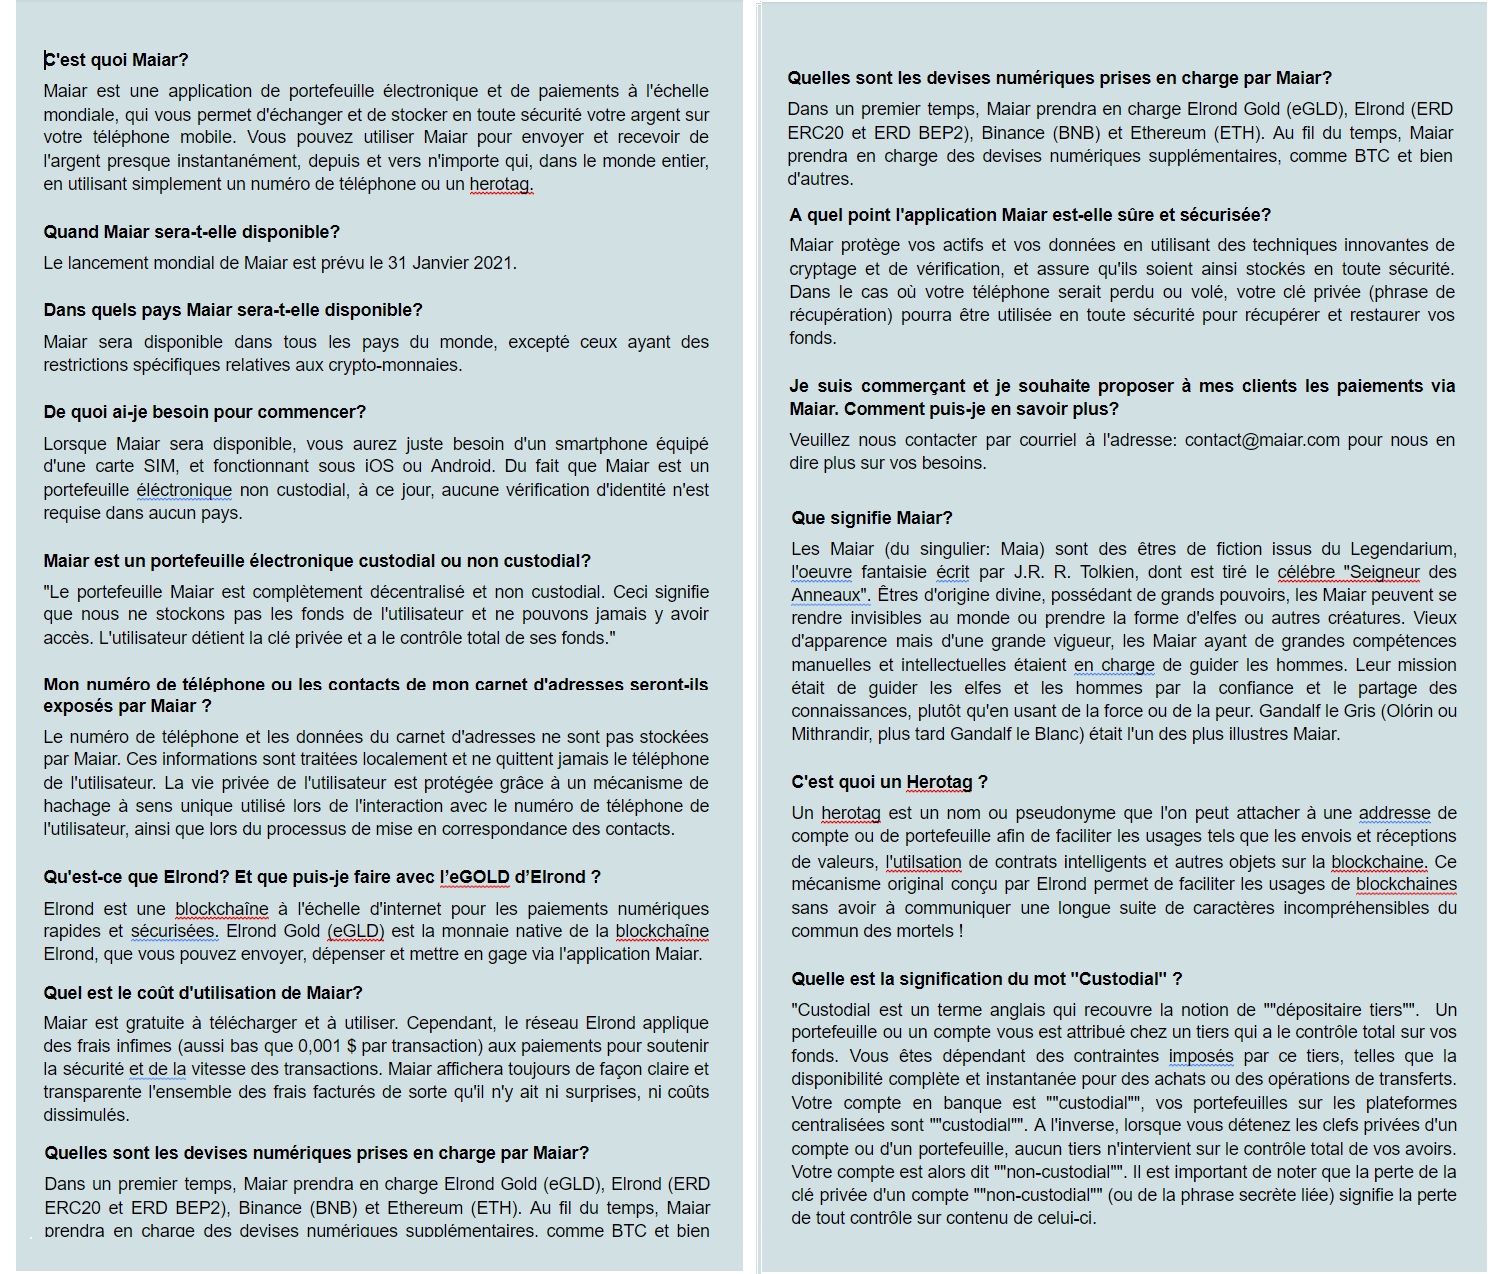 C'est quoi Maiar?
Maiar est une application de portefeuille électronique et de paiements à l'échelle
mondiale, qui vous permet d'échanger et de stocker en toute sécurité votre argent sur
votre téléphone mobile. Vous pouvez utiliser Maiar pour envoyer et recevoir de
l'argent presque instantanément, depuis et vers n'importe qui, dans le monde entier,
en utilisant simplement un numéro de téléphone ou un herotag.
Quand Maiar sera-t-elle disponible?
Le lancement mondial de Maiar est prévu le 31 Janvier 2021.
Dans quels pays Maiar sera-t-elle disponible?
Maiar sera disponible dans tous les pays du monde, excepté ceux ayant des
restrictions spécifiques relatives aux crypto-monnaies.
De quoi ai-je besoin pour commencer?
Lorsque Maiar sera disponible, vous aurez juste besoin d'un smartphone équipé
d'une carte SIM, et fonctionnant sous iOS ou Android. Du fait que Maiar est un
portefeuille éléctronique non custodial, à ce jour, aucune vérification d'identité n'est
requise dans aucun pays.
Maiar est un portefeuille électronique custodial ou non custodial?
"Le portefeuille Maiar est complètement décentralisé et non custodial. Ceci signifie
que nous ne stockons pas les fonds de l'utilisateur et ne pouvons jamais y avoir
accès. L'utilisateur détient la clé privée et a le contrôle total de ses fonds."
Mon numéro de téléphone ou les contacts de mon carnet d'adresses seront-ils
exposés par Maiar ?
Le numéro de téléphone et les données du carnet d'adresses ne sont pas stockées
par Maiar. Ces informations sont traitées localement et ne quittent jamais le téléphone
de l'utilisateur. La vie privée de l'utilisateur est protégée grâce à un mécanisme de
hachage à sens unique utilisé lors de l'interaction avec le numéro de téléphone de
l'utilisateur, ainsi que lors du processus de mise en correspondance des contacts.
Qu'est-ce que Elrond? Et que puis-je faire avec l’eGOLD d’Elrond ?
Elrond est une blockchaîne à l'échelle d'internet pour les paiements numériques
rapides et sécurisées. Elrond Gold (eGLD) est la monnaie native de la blockchaîne
Elrond, que vous pouvez envoyer, dépenser et mettre en gage via l'application Maiar.
Quel est le coût d'utilisation de Maiar?
Maiar est gratuite à télécharger et à utiliser. Cependant, le réseau Elrond applique
des frais infimes (aussi bas que 0,001 $ par transaction) aux paiements pour soutenir
la sécurité et de la vitesse des transactions. Maiar affichera toujours de façon claire et
transparente l'ensemble des frais facturés de sorte qu'il n'y ait ni surprises, ni coûts
dissimulés.
Quelles sont les devises numériques prises en charge par Maiar?
Dans un premier temps, Maiar prendra en charge Elrond Gold (eGLD), Elrond (ERD
ERC20 et ERD BEP2), Binance (BNB) et Ethereum (ETH). Au fil du temps, Maiar
prendra en charge des devises numériques supplémentaires, comme BTC et bien
Quelles sont les devises numériques prises en charge par Maiar?
Dans un premier temps, Maiar prendra en charge Elrond Gold (eGLD), Elrond (ERD
ERC20 et ERD BEP2), Binance (BNB) et Ethereum (ETH). Au fil du temps, Maiar
prendra en charge des devises numériques supplémentaires, comme BTC et bien
d'autres.
A quel point l'application Maiar est-elle sûre et sécurisée?
Maiar protège vos actifs et vos données en utilisant des techniques innovantes de
cryptage et de vérification, et assure qu'ils soient ainsi stockés en toute sécurité.
Dans le cas où votre téléphone serait perdu ou volé, votre clé privée (phrase de
récupération) pourra être utilisée en toute sécurité pour récupérer et restaurer vos
fonds.
Je suis commerçant et je souhaite proposer à mes clients les paiements via
Maiar. Comment puis-je en savoir plus?
Veuillez nous contacter par courriel à l'adresse: contact@maiar.com pour nous en
dire plus sur vos besoins.
Que signifie Maiar?
Les Maiar (du singulier: Maia) sont des êtres de fiction issus du Legendarium,
l'oeuvre fantaisie écrit par J.R. R. Tolkien, dont est tiré le célébre "Seigneur des
Anneaux". Êtres d'origine divine, possédant de grands pouvoirs, les Maiar peuvent se
rendre invisibles au monde ou prendre la forme d'elfes ou autres créatures. Vieux
d'apparence mais d'une grande vigueur, les Maiar ayant de grandes compétences
manuelles et intellectuelles étaient en charge de guider les hommes. Leur mission
était de guider les elfes et les hommes par la confiance et le partage des
connaissances, plutôt qu'en usant de la force ou de la peur. Gandalf le Gris (Olórin ou
Mithrandir, plus tard Gandalf le Blanc) était l'un des plus illustres Maiar.
C'est quoi un Herotag ?
Un herotag est un nom ou pseudonyme que l'on peut attacher à une addresse de
compte ou de portefeuille afin de faciliter les usages tels que les envois et réceptions
de valeurs, l'utilsation de contrats intelligents et autres objets sur la blockchaine. Ce
mécanisme original conçu par Elrond permet de faciliter les usages de blockchaines
sans avoir à communiquer une longue suite de caractères incompréhensibles du
commun des mortels !
Quelle est la signification du mot "Custodial" ?
"Custodial est un terme anglais qui recouvre la notion de ""dépositaire tiers"". Un
portefeuille ou un compte vous est attribué chez un tiers qui a le contrôle total sur vos
fonds. Vous êtes dépendant des contraintes imposés par ce tiers, telles que la
disponibilité complète et instantanée pour des achats ou des opérations de transferts.
Votre compte en banque est ""custodial"", vos portefeuilles sur les plateformes
centralisées sont ""custodial"". A l'inverse, lorsque vous détenez les clefs privées d'un
compte ou d'un portefeuille, aucun tiers n'intervient sur le contrôle total de vos avoirs.
Votre compte est alors dit ""non-custodial"". Il est important de noter que la perte de la
clé privée d'un compte ""non-custodial"" (ou de la phrase secrète liée) signifie la perte
de tout contrôle sur contenu de celui-ci.